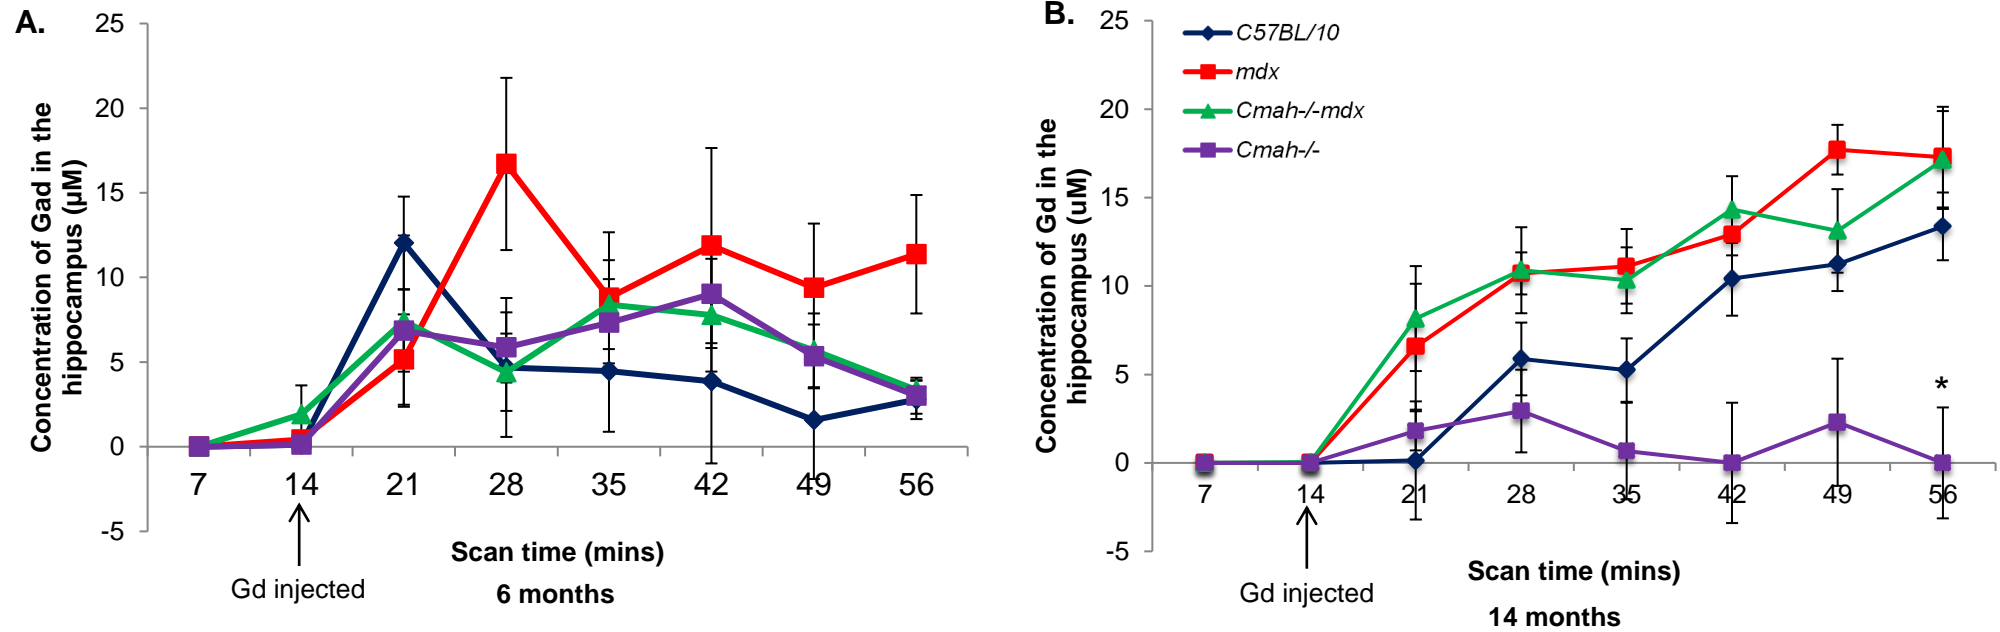 A.
25
20
15
10
5
0
-5
Concentration of Gad in the
hippocampus (µM)
7 14 21 28 35 42 49 56
Gd injected
Scan time (mins)
6 months
B.
25
20
15
10
5
0
-5
Concentration of Gd in the
hippocampus (uM)
C57BL/10
mdx
Cmah-/-mdx
Cmah-/-
*
7 14 21 28 35 42 49 56
Gd injected
Scan time (mins)
14 months